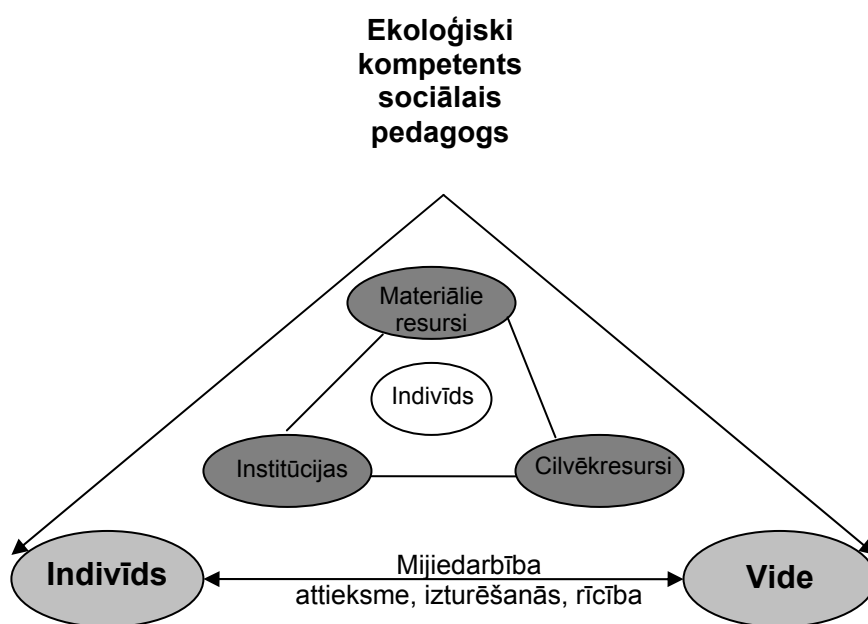 Ekoloģiski
kompetents
sociālais
pedagogs
Materiālie
resursi
Indivīds
Institūcijas
Cilvēkresursi
Indivīds
Mijiedarbība
attieksme, izturēšanās, rīcība
Vide